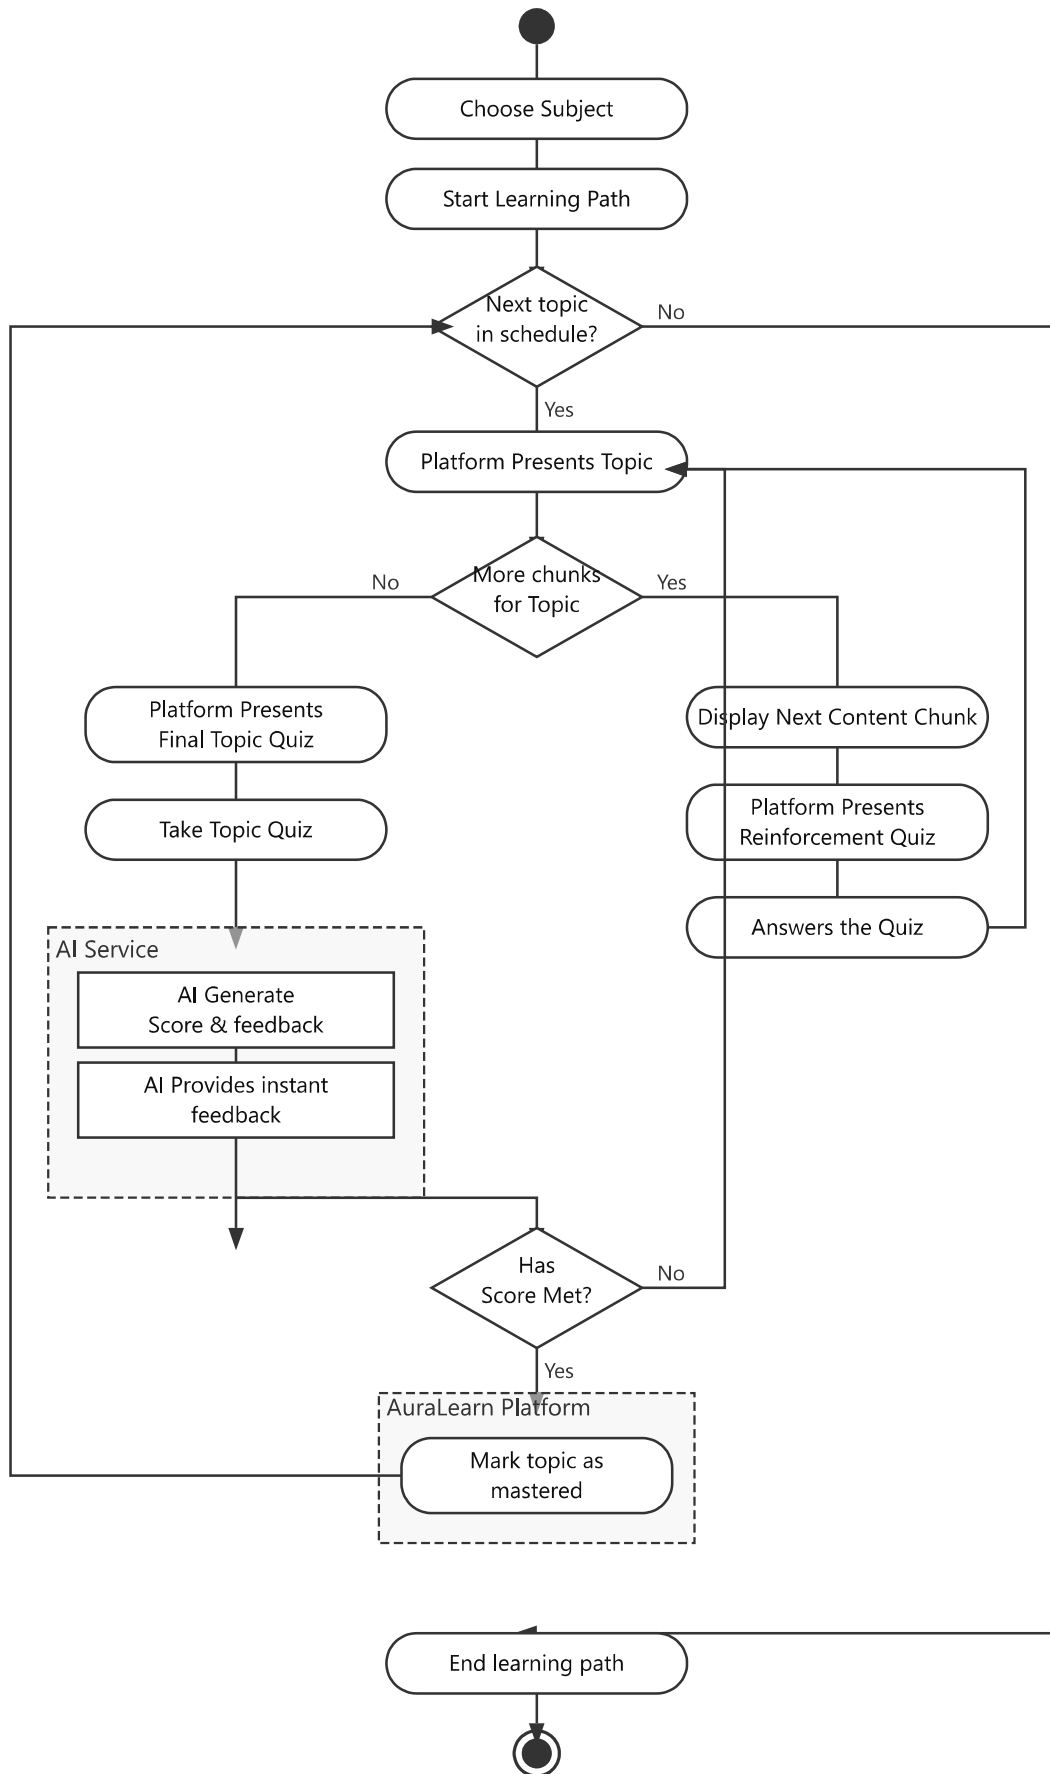 Choose Subject
Start Learning Path
Next topic
in schedule?
No
Yes
Platform Presents Topic
More chunks
for Topic
No
Yes
Platform Presents
Final Topic Quiz
Display Next Content Chunk
Take Topic Quiz
Platform Presents
Reinforcement Quiz
Answers the Quiz
AI Service
AI Generate
Score & feedback
AI Provides instant
feedback
Has
Score Met?
No
Yes
AuraLearn Platform
Mark topic as
mastered
End learning path